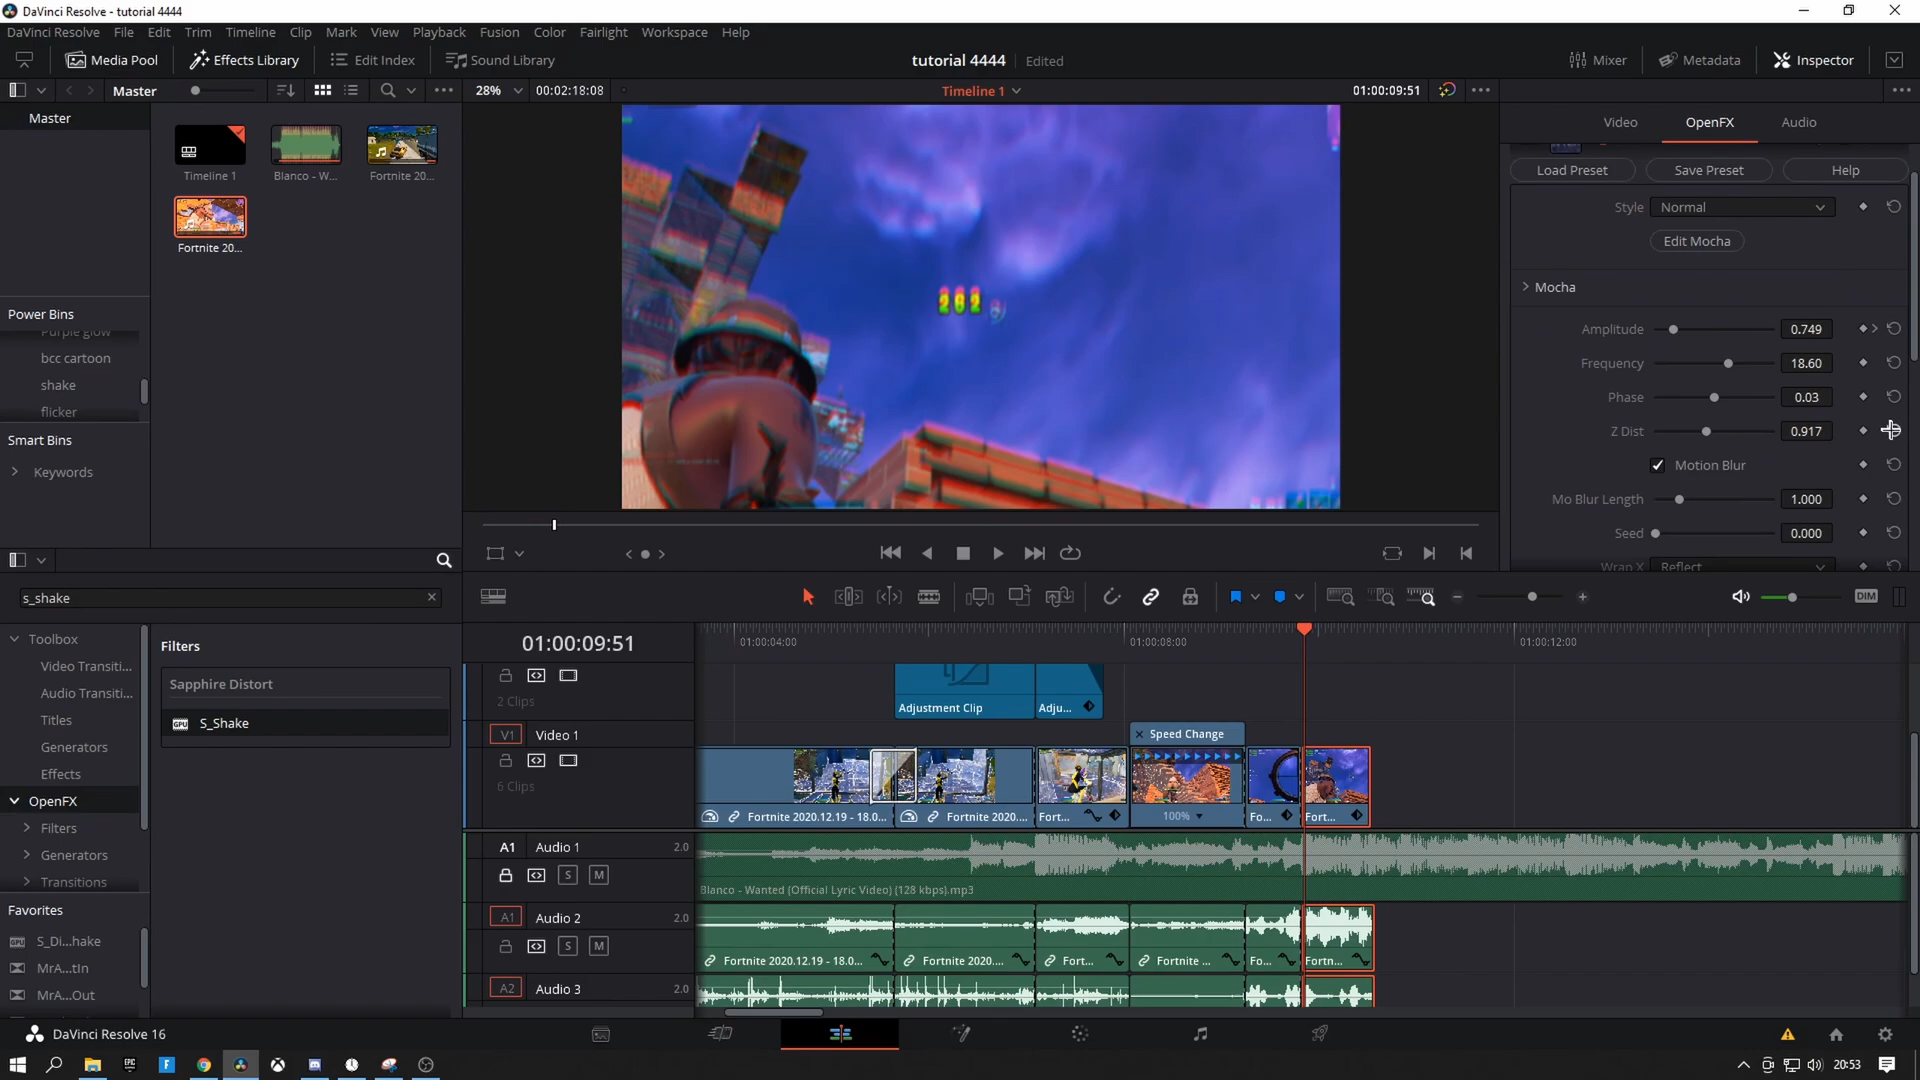 DaVinci Resolve - tutorial 4444
DaVinci Resolve File Edit Trim Timeline Clip Mark View Playback Fusion Color Fairlight Workspace Help
Media Pool Effects Library Edit Index Sound Library tutorial 4444 Edited Mixer Metadata Inspector
Master 28% 00:02:18:08 Timeline 1 01:00:09:51
Master
Timeline 1 Blanco - W... Fortnite 20...
Fortnite 20...
Power Bins
Purple glow
bcc cartoon
shake
flicker
Smart Bins
Keywords
262
Video OpenFX Audio
Load Preset Save Preset Help
Style Normal
Edit Mocha
Mocha
Amplitude 0.749
Frequency 18.60
Phase 0.03
Z Dist 0.917
Motion Blur
Mo Blur Length 1.000
Seed 0.000
Wrap X Reflect
s_shake
DIM
Toolbox
Video Transiti...
Audio Transiti...
Titles
Generators
Effects
OpenFX
Filters
Generators
Transitions
Favorites
S_Di...hake
MrA...tIn
MrA...Out
Filters
Sapphire Distort
GPU S_Shake
01:00:09:51
01:00:04:00 01:00:08:00 01:00:12:00
2 Clips
Adjustment Clip Adju...
V1 Video 1
Speed Change
6 Clips
Fortnite 2020.12.19 - 18.0... Fortnite 2020.... Fort... 100% Fo... Fort...
A1 Audio 1 2.0
S M
Blanco - Wanted (Official Lyric Video) (128 kbps).mp3
A1 Audio 2 2.0
S M
Fortnite 2020.12.19 - 18.0... Fortnite 2020.... Fort... Fortnite ... Fo... Fortn...
A2 Audio 3 2.0
DaVinci Resolve 16
EPIC
20:53